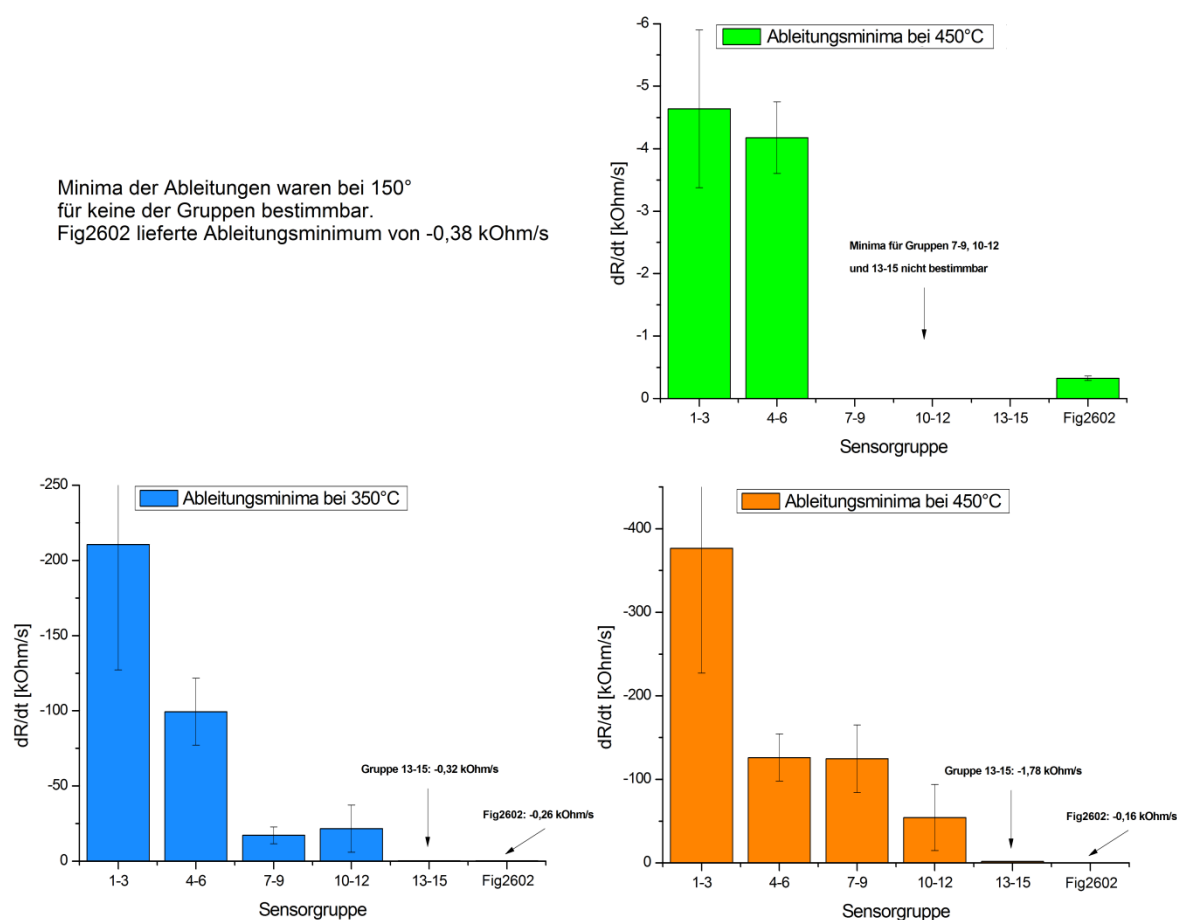 Minima der Ableitungen waren bei 150°
für keine der Gruppen bestimmbar.
Fig2602 lieferte Ableitungsminimum von -0,38 kOhm/s
Ableitungsminima bei 450°C
-6
-5
-4
-3
-2
-1
0
dR/dt [kOhm/s]
Minima für Gruppen 7-9, 10-12
und 13-15 nicht bestimmbar
1-3 4-6 7-9 10-12 13-15 Fig2602
Sensorgruppe
Ableitungsminima bei 350°C
-250
-200
-150
-100
-50
0
dR/dt [kOhm/s]
Gruppe 13-15: -0,32 kOhm/s
Fig2602: -0,26 kOhm/s
1-3 4-6 7-9 10-12 13-15 Fig2602
Sensorgruppe
Ableitungsminima bei 450°C
-400
-300
-200
-100
0
dR/dt [kOhm/s]
Gruppe 13-15: -1,78 kOhm/s
Fig2602: -0,16 kOhm/s
1-3 4-6 7-9 10-12 13-15 Fig2602
Sensorgruppe